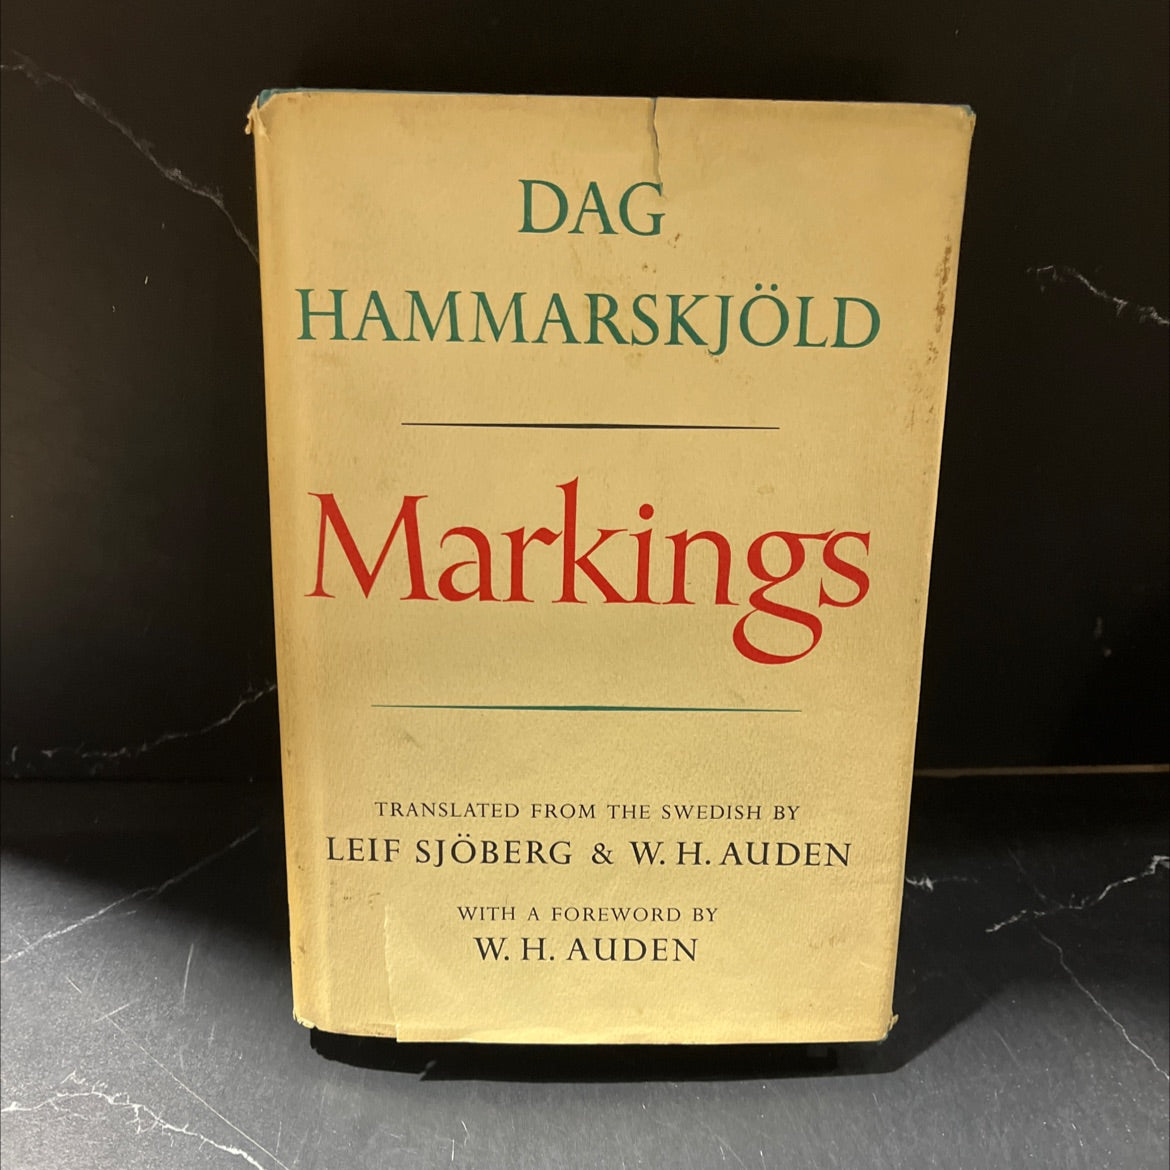 DAG
HAMMARSKJÖLD
Markings
TRANSLATED FROM THE SWEDISH BY
LEIF SJÖBERG & W. H. AUDEN
WITH A FOREWORD BY
W. H. AUDEN